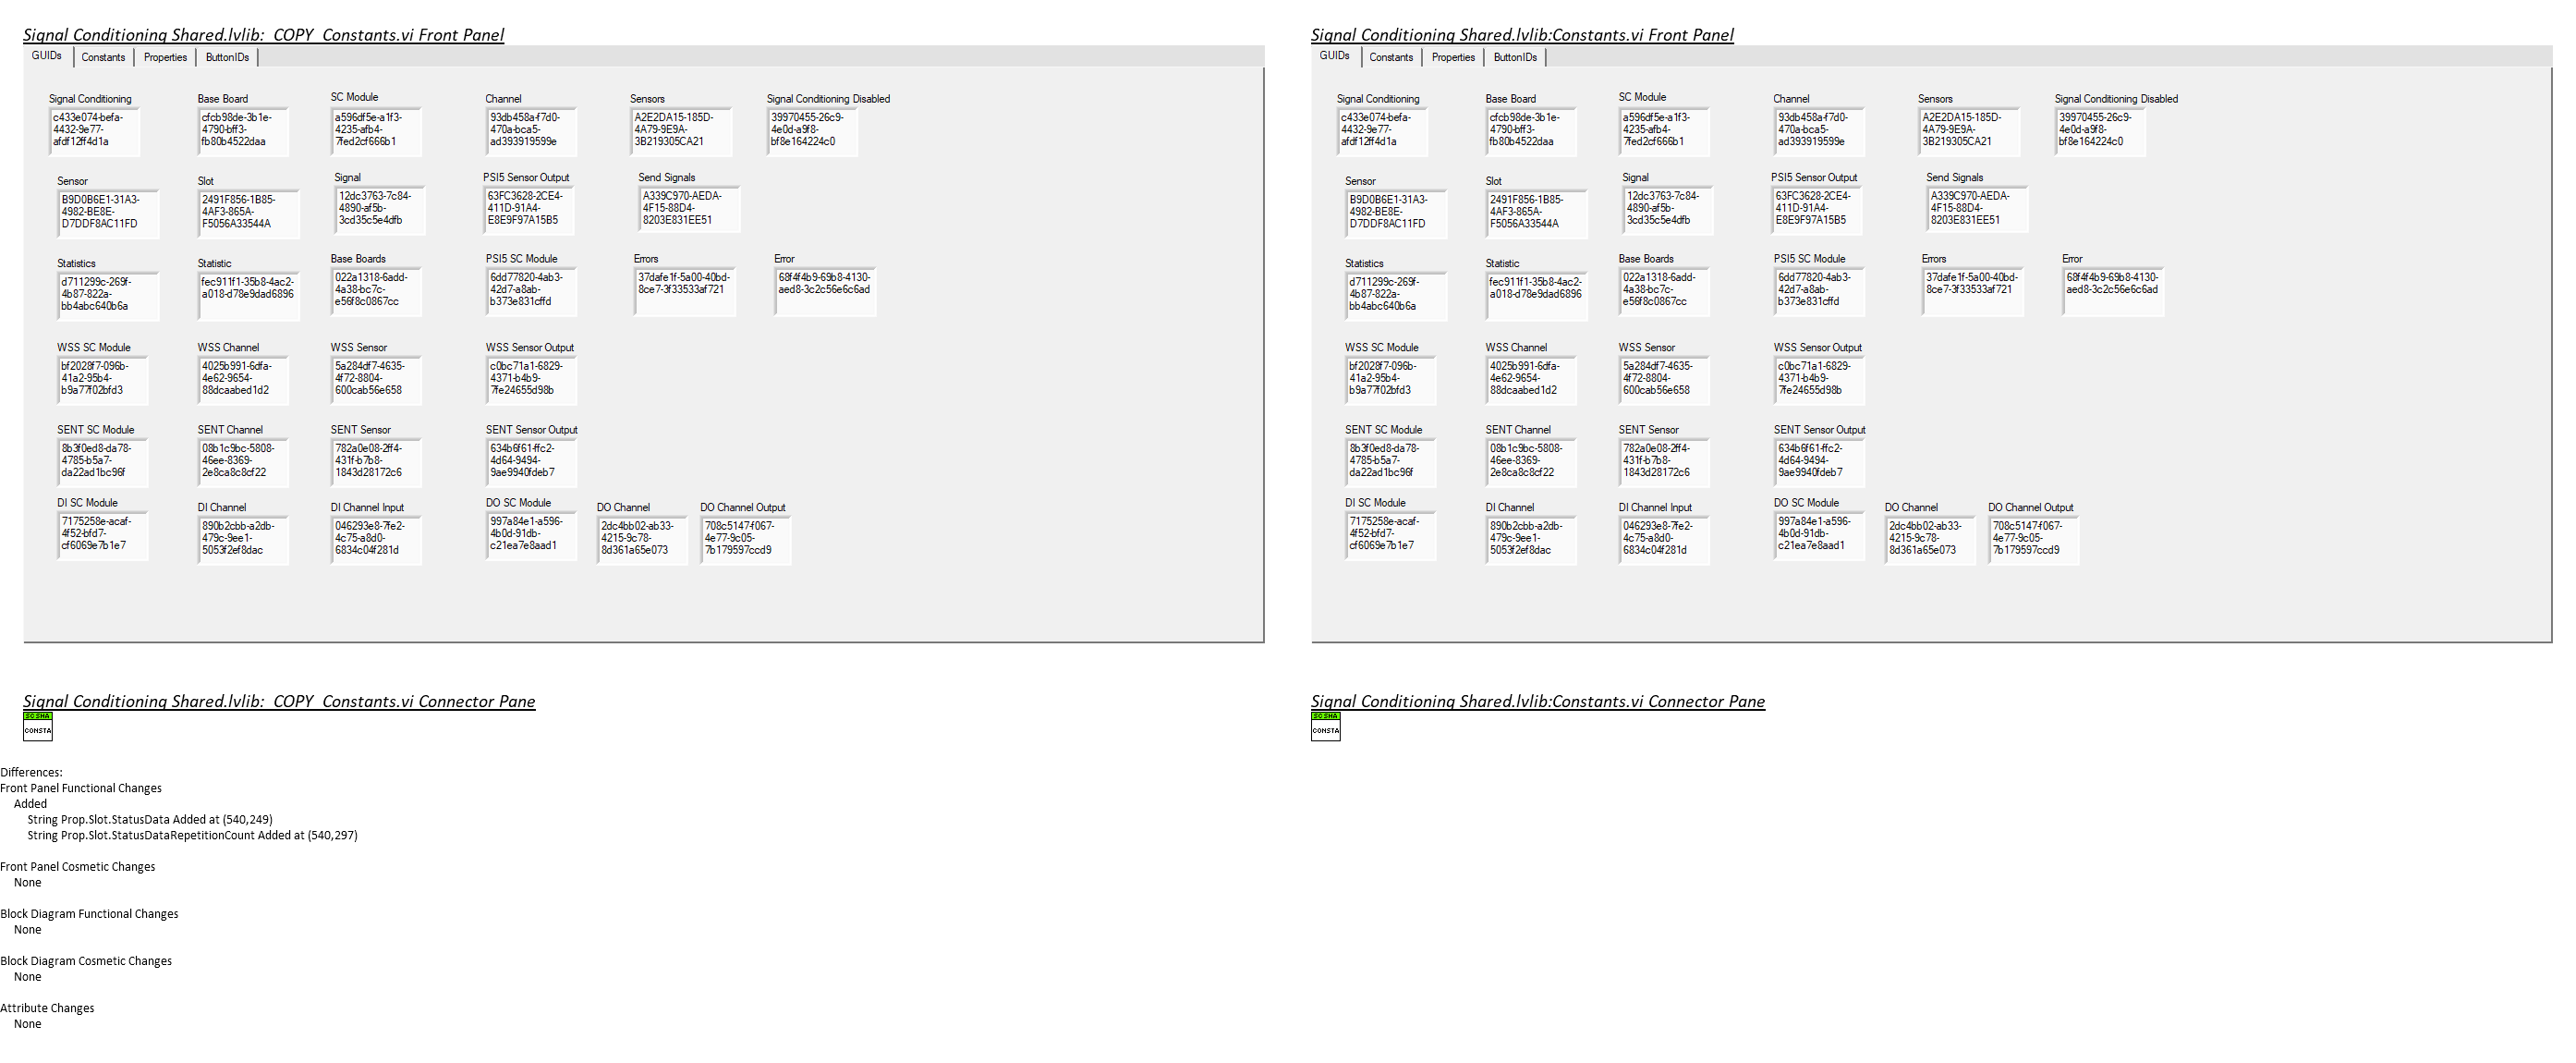 Signal Conditioning Shared.lvlib:_COPY_Constants.vi Front Panel
GUIDs Constants Properties ButtonIDs
Signal Conditioning Base Board SC Module Channel Sensors Signal Conditioning Disabled
c433e074-befa- cfcb98de-3b1e- a596df5e-a1f3- 93db458a-f7d0- A2E2DA15-185D- 39970455-26c9-
4432-9e77- 4790-bff3- 4235-afb4- 470a-bca5- 4A79-9E9A- 4e0d-a9f8-
afdf12ff4d1a fb80b4522daa 7fed2cf666b1 ad393919599e 3B219305CA21 bf8e164224c0
Sensor Slot Signal PSI5 Sensor Output Send Signals
B9D0B6E1-31A3- 2491F856-1B85- 12dc3763-7c84- 63FC3628-2CE4- A339C970-AEDA-
4982-BE8E- 4AF3-865A- 4890-af5b- 411D-91A4- 4F15-88D4-
D7DDF8AC11FD F5056A33544A 3cd35c5e4dfb E8E9F97A15B5 8203E831EE51
Statistics Statistic Base Boards PSI5 SC Module Errors Error
d711299c-269f- fec911f1-35b8-4ac2- 022a1318-6add- 6dd77820-4ab3- 37dafe1f-5a00-40bd- 68f4f4b9-69b8-4130-
4b87-822a- a018-d78e9dad6896 4a38-bc7c- 42d7-a8ab- 8ce7-3f33533af721 aed8-3c2c56e6c6ad
bb4abc640b6a e56f8c0867cc b373e831cffd
WSS SC Module WSS Channel WSS Sensor WSS Sensor Output
bf2028f7-096b- 4025b991-6dfa- 5a284df7-4635- c0bc71a1-6829-
41a2-95b4- 4e62-9654- 4f72-8804- 4371-b4b9-
b9a77f02bfd3 88dcaabed1d2 600cab56e658 7fe24655d98b
SENT SC Module SENT Channel SENT Sensor SENT Sensor Output
8b3f0ed8-da78- 08b1c9bc-5808- 782a0e08-2ff4- 634b6f61-ffc2-
4785-b5a7- 46ee-8369- 431f-b7b8- 4d64-9494-
da22ad1bc96f 2e8ca8c8cf22 1843d28172c6 9ae9940fdeb7
DI SC Module DI Channel DI Channel Input DO SC Module DO Channel DO Channel Output
7175258e-acaf- 890b2cbb-a2db- 046293e8-7fe2- 997a84e1-a596- 2dc4bb02-ab33- 708c5147-f067-
4f52-bfd7- 479c-9ee1- 4c75-a8d0- 4b0d-91db- 4215-9c78- 4e77-9c05-
cf6069e7b1e7 5053f2ef8dac 6834c04f281d c21ea7e8aad1 8d361a65e073 7b179597ccd9
Signal Conditioning Shared.lvlib:Constants.vi Front Panel
GUIDs Constants Properties ButtonIDs
Signal Conditioning Base Board SC Module Channel Sensors Signal Conditioning Disabled
c433e074-befa- cfcb98de-3b1e- a596df5e-a1f3- 93db458a-f7d0- A2E2DA15-185D- 39970455-26c9-
4432-9e77- 4790-bff3- 4235-afb4- 470a-bca5- 4A79-9E9A- 4e0d-a9f8-
afdf12ff4d1a fb80b4522daa 7fed2cf666b1 ad393919599e 3B219305CA21 bf8e164224c0
Sensor Slot Signal PSI5 Sensor Output Send Signals
B9D0B6E1-31A3- 2491F856-1B85- 12dc3763-7c84- 63FC3628-2CE4- A339C970-AEDA-
4982-BE8E- 4AF3-865A- 4890-af5b- 411D-91A4- 4F15-88D4-
D7DDF8AC11FD F5056A33544A 3cd35c5e4dfb E8E9F97A15B5 8203E831EE51
Statistics Statistic Base Boards PSI5 SC Module Errors Error
d711299c-269f- fec911f1-35b8-4ac2- 022a1318-6add- 6dd77820-4ab3- 37dafe1f-5a00-40bd- 68f4f4b9-69b8-4130-
4b87-822a- a018-d78e9dad6896 4a38-bc7c- 42d7-a8ab- 8ce7-3f33533af721 aed8-3c2c56e6c6ad
bb4abc640b6a e56f8c0867cc b373e831cffd
WSS SC Module WSS Channel WSS Sensor WSS Sensor Output
bf2028f7-096b- 4025b991-6dfa- 5a284df7-4635- c0bc71a1-6829-
41a2-95b4- 4e62-9654- 4f72-8804- 4371-b4b9-
b9a77f02bfd3 88dcaabed1d2 600cab56e658 7fe24655d98b
SENT SC Module SENT Channel SENT Sensor SENT Sensor Output
8b3f0ed8-da78- 08b1c9bc-5808- 782a0e08-2ff4- 634b6f61-ffc2-
4785-b5a7- 46ee-8369- 431f-b7b8- 4d64-9494-
da22ad1bc96f 2e8ca8c8cf22 1843d28172c6 9ae9940fdeb7
DI SC Module DI Channel DI Channel Input DO SC Module DO Channel DO Channel Output
7175258e-acaf- 890b2cbb-a2db- 046293e8-7fe2- 997a84e1-a596- 2dc4bb02-ab33- 708c5147-f067-
4f52-bfd7- 479c-9ee1- 4c75-a8d0- 4b0d-91db- 4215-9c78- 4e77-9c05-
cf6069e7b1e7 5053f2ef8dac 6834c04f281d c21ea7e8aad1 8d361a65e073 7b179597ccd9
Signal Conditioning Shared.lvlib:_COPY_Constants.vi Connector Pane
SC SHA
CONSTA
Signal Conditioning Shared.lvlib:Constants.vi Connector Pane
SC SHA
CONSTA
Differences:
Front Panel Functional Changes
Added
String Prop.Slot.StatusData Added at (540,249)
String Prop.Slot.StatusDataRepetitionCount Added at (540,297)
Front Panel Cosmetic Changes
None
Block Diagram Functional Changes
None
Block Diagram Cosmetic Changes
None
Attribute Changes
None